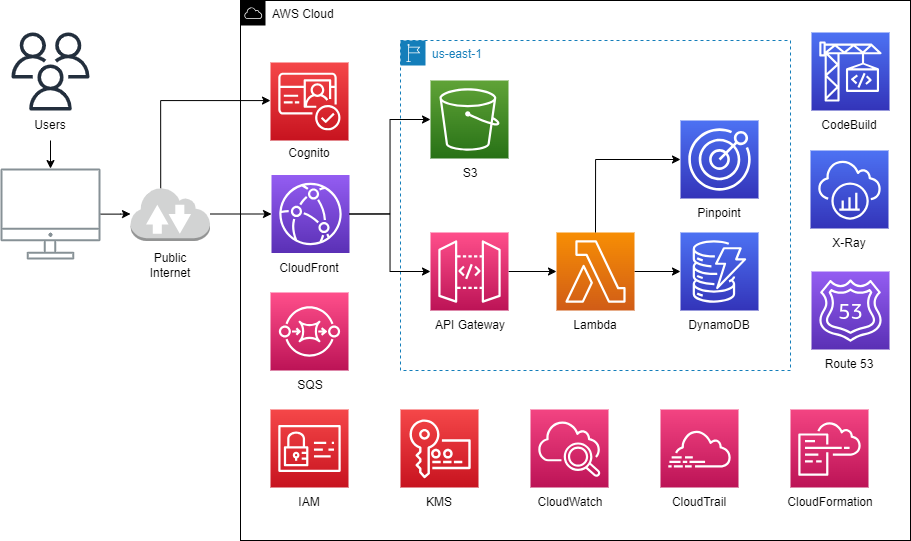 AWS Cloud
Users
us-east-1
Cognito
S3
CodeBuild
Pinpoint
X-Ray
Public
Internet
CloudFront
API Gateway
Lambda
DynamoDB
53
Route 53
SQS
IAM
KMS
CloudWatch
CloudTrail
CloudFormation